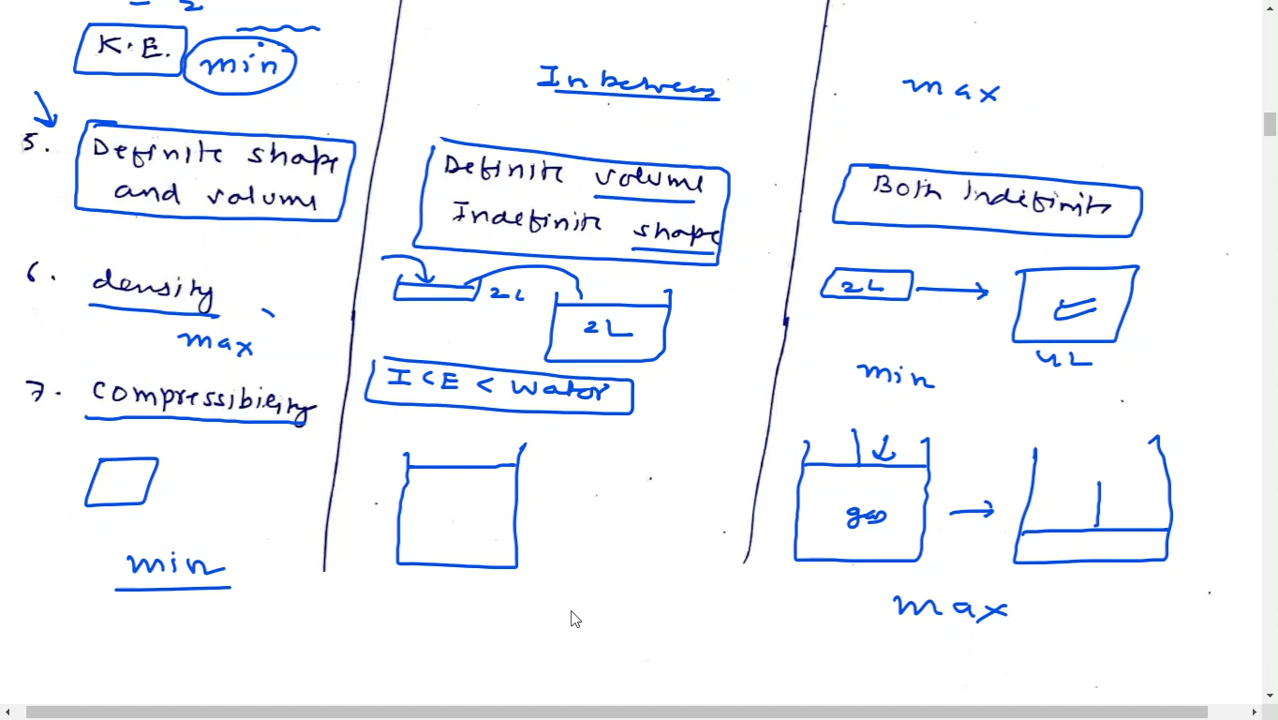 2
K.E. min
Inbetween
max
5. Definite shape
and volume
Definite volume
Indefinite shape
Both Indefinite
6. density
max
2L
2L
2L
4L
min
ICE < Water
7. Compressibility
gas
min
max